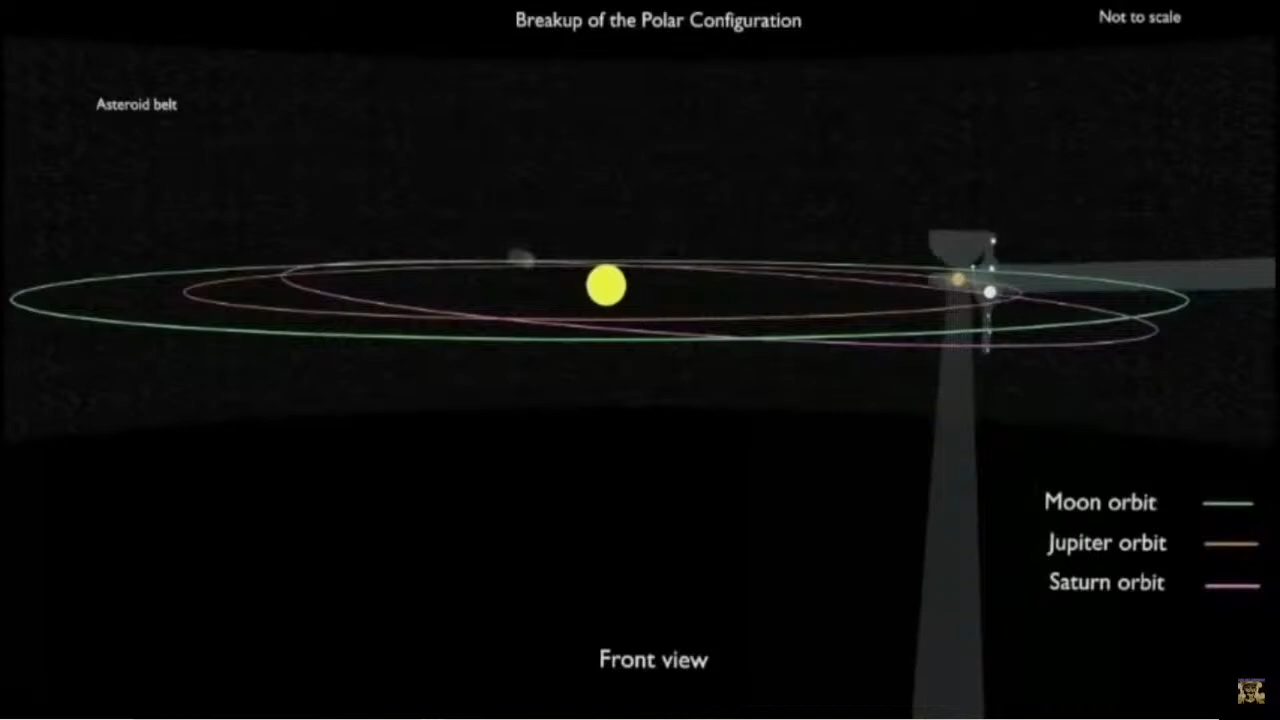 Breakup of the Polar Configuration
Not to scale
Asteroid belt
Moon orbit
Jupiter orbit
Saturn orbit
Front view